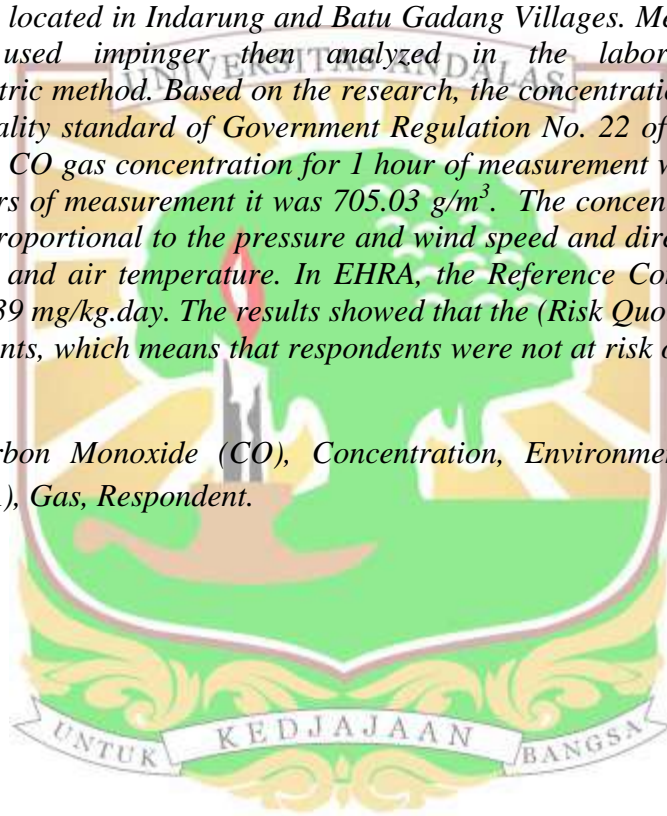 located in Indarung and Batu Gadang Villages. Me
used impinger then analyzed in the labor
tric method. Based on the research, the concentratio
ality standard of Government Regulation No. 22 of
CO gas concentration for 1 hour of measurement w
rs of measurement it was 705.03 g/m³. The concen
roportional to the pressure and wind speed and dire
and air temperature. In EHRA, the Reference Co
39 mg/kg.day. The results showed that the (Risk Quo
nts, which means that respondents were not at risk o
rbon Monoxide (CO), Concentration, Environme
), Gas, Respondent.
UNIVERSITAS ANDALAS
UNTUK KEDJAJAAN BANGSA